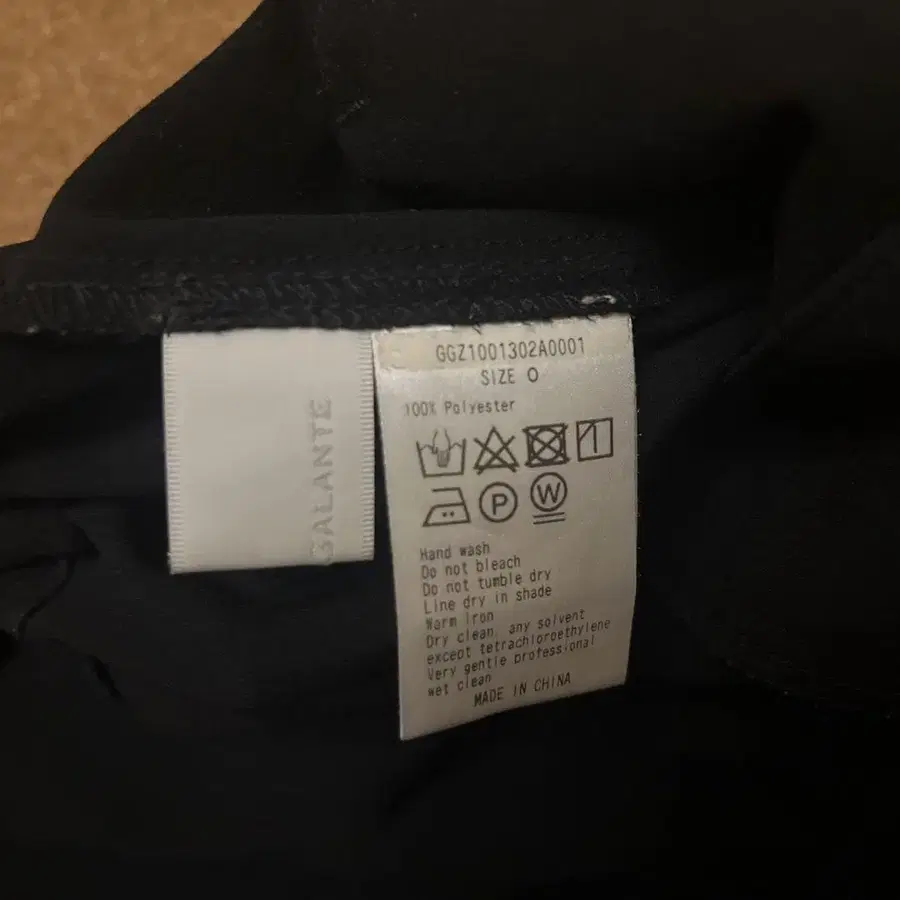 GALANTE
GGZ1001302A0001
SIZE 0
100% Polyester
P
W
Hand wash
Do not bleach
Do not tumble dry
Line dry in shade
Warm iron
Dry clean, any solvent
except tetrachloroethylene
Very gentle professional
wet clean
MADE IN CHINA